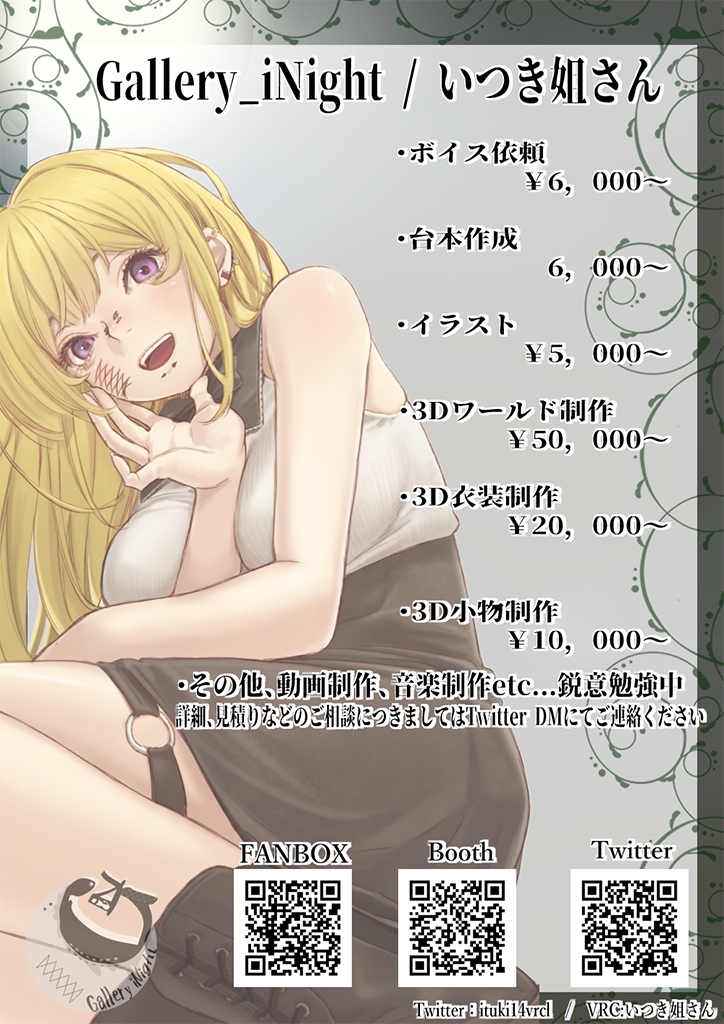 Gallery_iNight / いつき姐さん
・ボイス依頼
￥6，000～
・台本作成
6，000～
・イラスト
￥5，000～
・3Dワールド制作
￥50，000～
・3D衣装制作
￥20，000～
・3D小物制作
￥10，000～
・その他、動画制作、音楽制作etc…鋭意勉強中
詳細、見積りなどのご相談につきましてはTwitter DMにてご連絡ください
FANBOX
Booth
Twitter
Gallery iNight
Twitter：ituki14vrcl / VRC:いつき姐さん